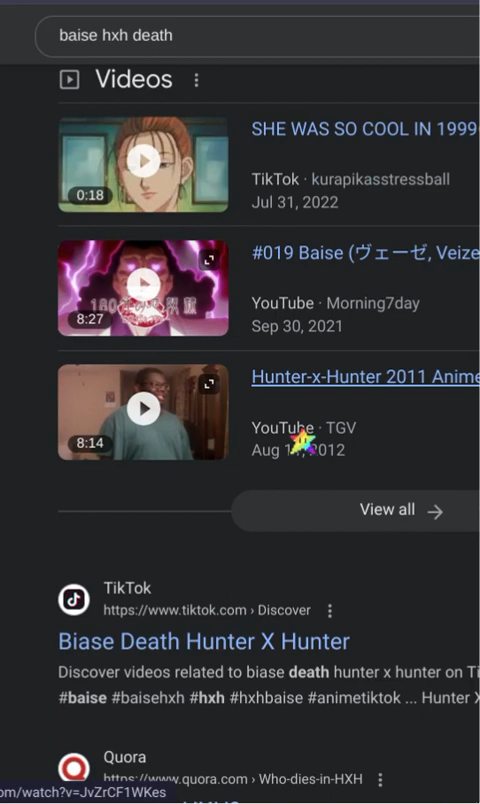 baise hxh death
Videos
SHE WAS SO COOL IN 1999
0:18
TikTok · kurapikasstressball
Jul 31, 2022
#019 Baise (ヴェーゼ, Veize
8:27
YouTube · Morning7day
Sep 30, 2021
Hunter-x-Hunter 2011 Anime
8:14
YouTube · TGV
Aug 2012
View all →
TikTok
https://www.tiktok.com › Discover
Biase Death Hunter X Hunter
Discover videos related to biase death hunter x hunter on Ti
#baise #baisehxh #hxh #hxhbaise #animetiktok ... Hunter X
Quora
https://www.quora.com › Who-dies-in-HXH
om/watch?v=JvZrCF1WKes